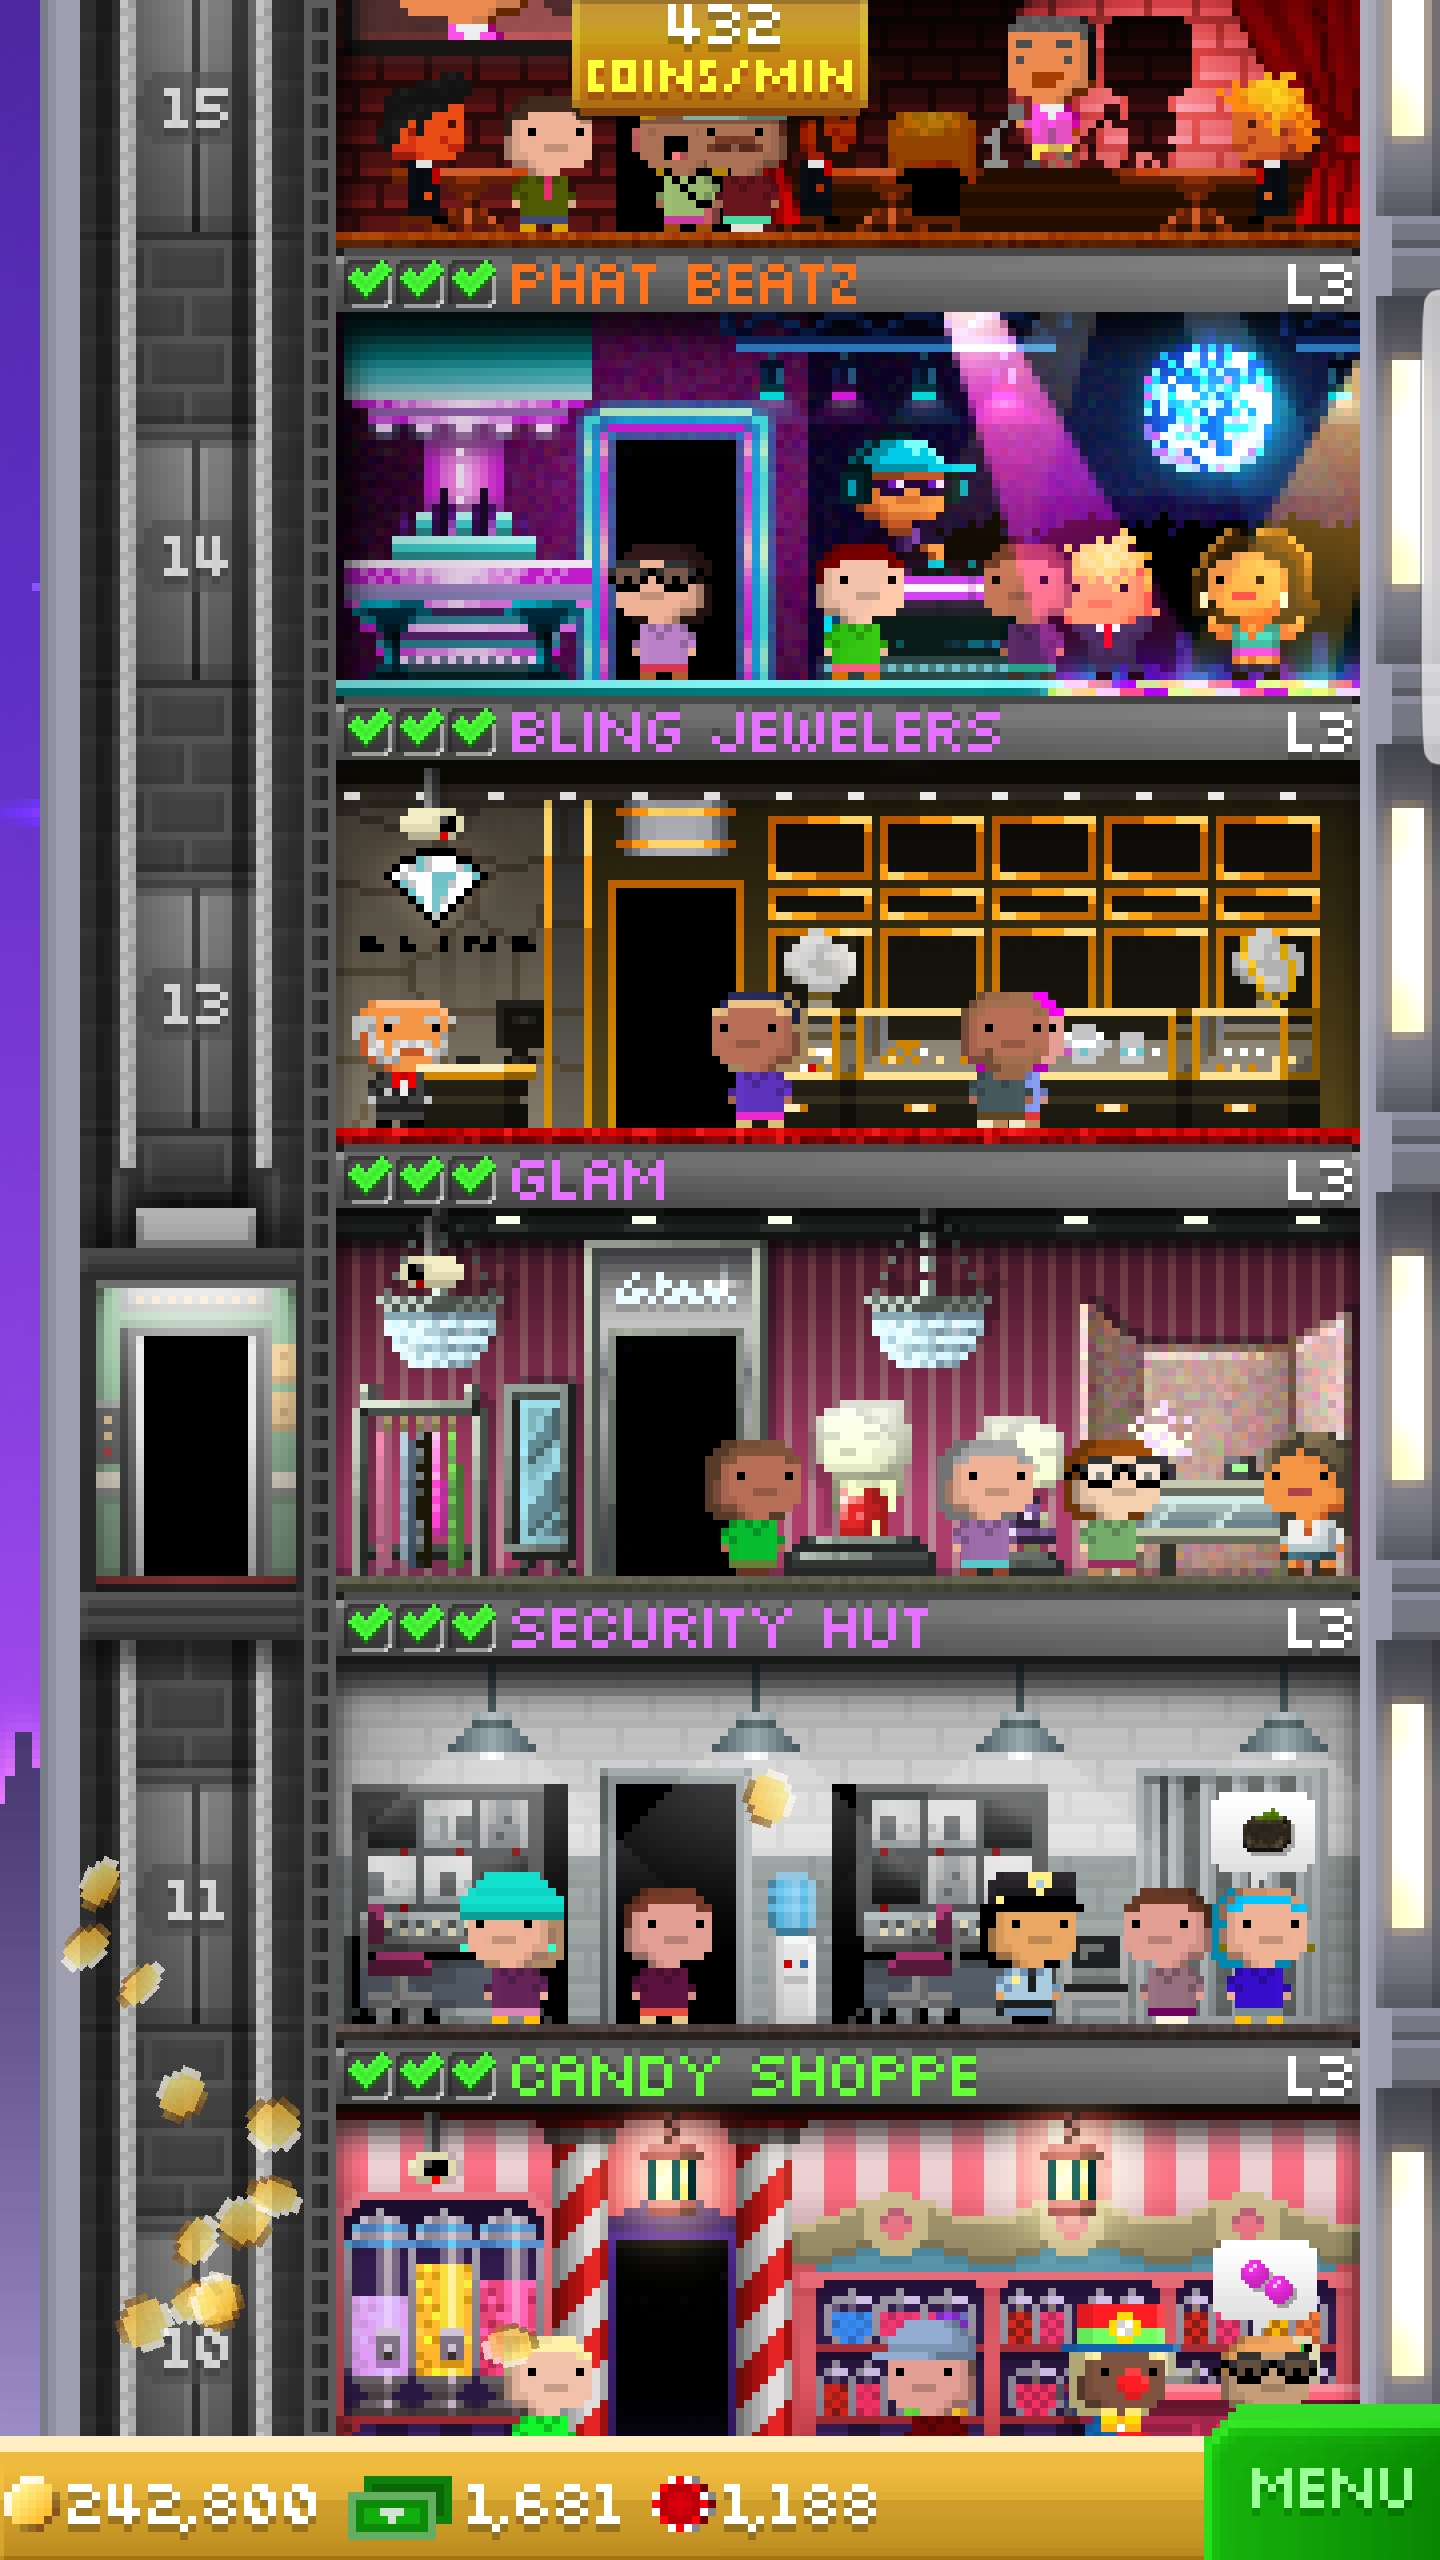 432
COINS/MIN
15
PHAT BEATZ
L3
14
BLING JEWELERS
L3
BLING
13
GLAM
L3
Glam
SECURITY HUT
L3
11
CANDY SHOPPE
L3
10
242,800
1,681
1,188
MENU